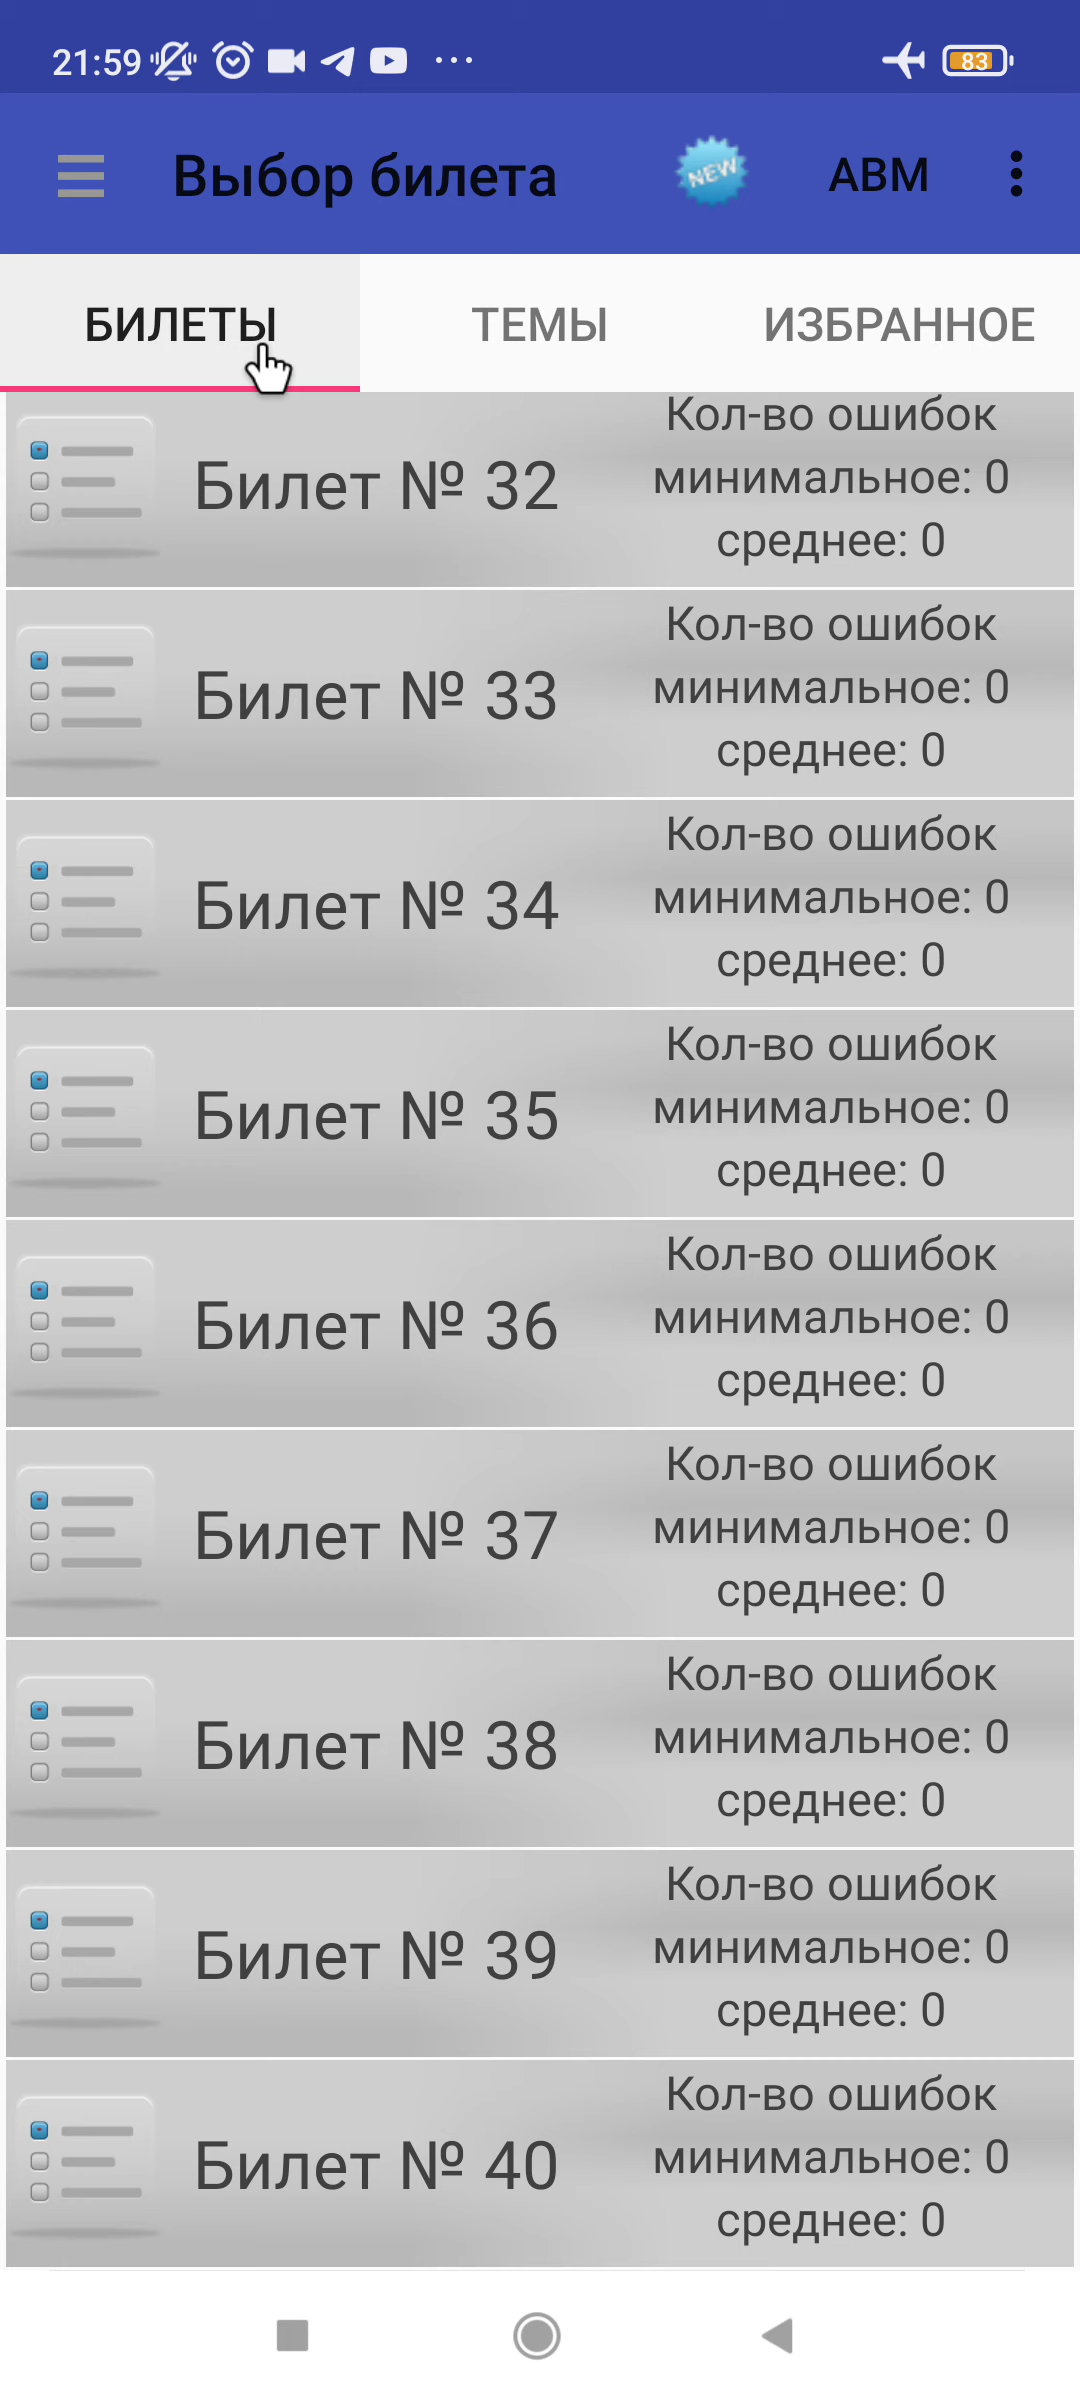 21:59 83
Выбор билета NEW ABM
БИЛЕТЫ ТЕМЫ ИЗБРАННОЕ
Кол-во ошибок
Билет № 32 минимальное: 0
среднее: 0
Кол-во ошибок
Билет № 33 минимальное: 0
среднее: 0
Кол-во ошибок
Билет № 34 минимальное: 0
среднее: 0
Кол-во ошибок
Билет № 35 минимальное: 0
среднее: 0
Кол-во ошибок
Билет № 36 минимальное: 0
среднее: 0
Кол-во ошибок
Билет № 37 минимальное: 0
среднее: 0
Кол-во ошибок
Билет № 38 минимальное: 0
среднее: 0
Кол-во ошибок
Билет № 39 минимальное: 0
среднее: 0
Кол-во ошибок
Билет № 40 минимальное: 0
среднее: 0